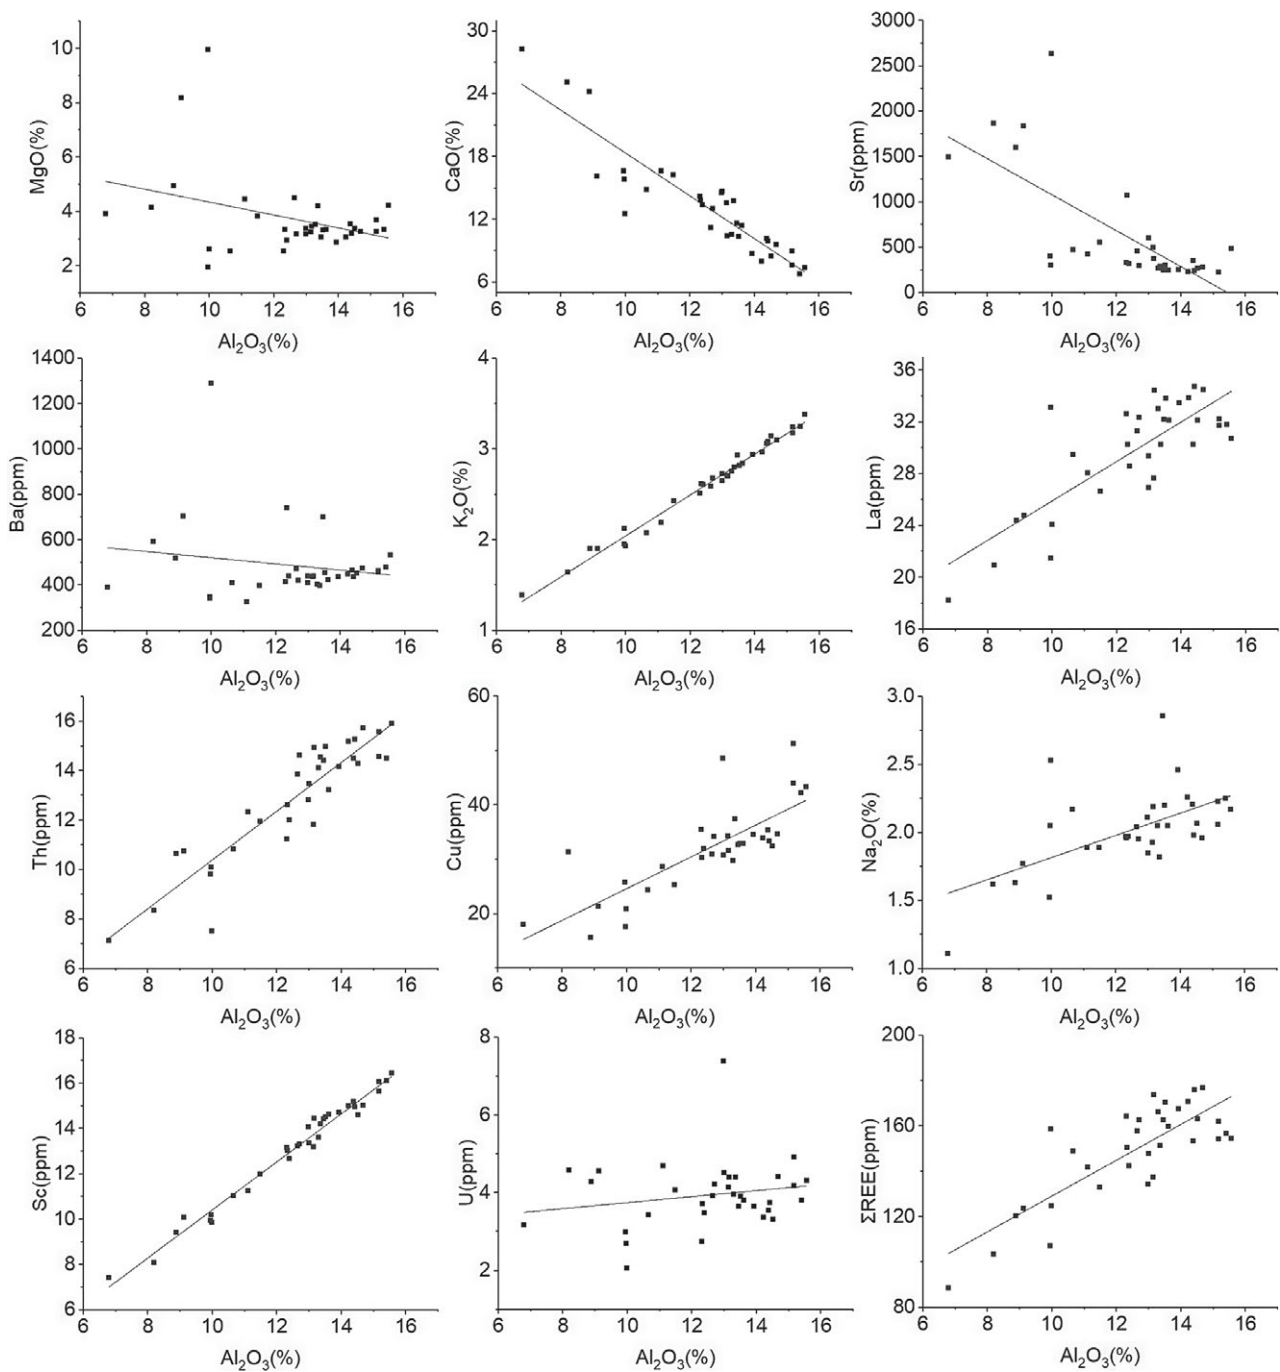 MgO(%)
10
8
6
4
2
6 8 10 12 14 16
Al₂O₃(%)
CaO(%)
30
24
18
12
6
6 8 10 12 14 16
Al₂O₃(%)
Sr(ppm)
3000
2500
2000
1500
1000
500
0
6 8 10 12 14 16
Al₂O₃(%)
Ba(ppm)
1400
1200
1000
800
600
400
200
6 8 10 12 14 16
Al₂O₃(%)
K₂O(%)
4
3
2
1
6 8 10 12 14 16
Al₂O₃(%)
La(ppm)
36
32
28
24
20
16
6 8 10 12 14 16
Al₂O₃(%)
Th(ppm)
16
14
12
10
8
6
6 8 10 12 14 16
Al₂O₃(%)
Cu(ppm)
60
40
20
6 8 10 12 14 16
Al₂O₃(%)
Na₂O(%)
3.0
2.5
2.0
1.5
1.0
6 8 10 12 14 16
Al₂O₃(%)
Sc(ppm)
18
16
14
12
10
8
6
6 8 10 12 14 16
Al₂O₃(%)
U(ppm)
8
6
4
2
6 8 10 12 14 16
Al₂O₃(%)
ΣREE(ppm)
200
160
120
80
6 8 10 12 14 16
Al₂O₃(%)